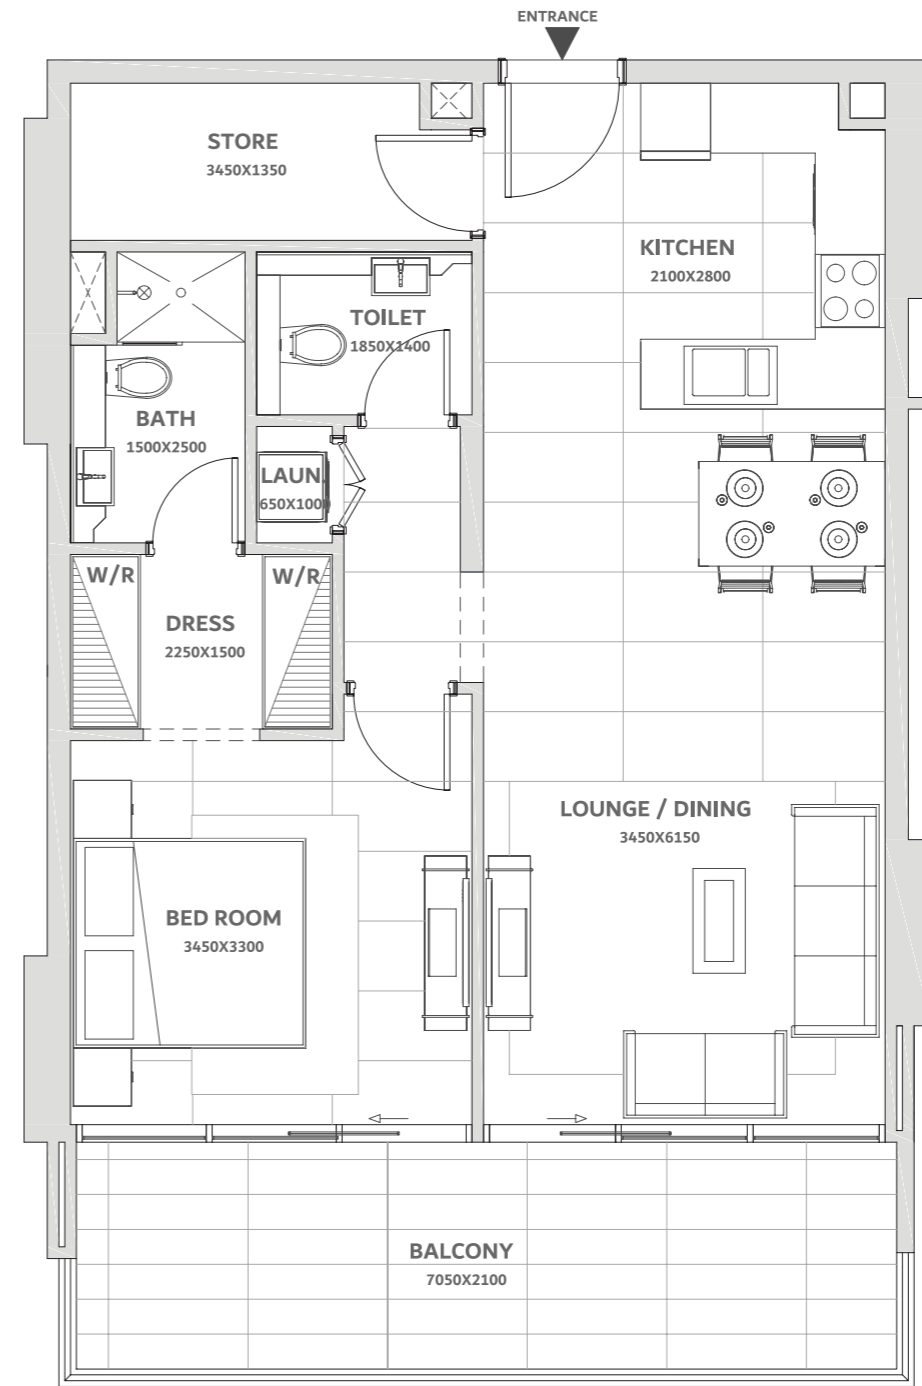 ENTRANCE
STORE
3450X1350
KITCHEN
2100X2800
TOILET
1850X1400
BATH
1500X2500
LAUN.
650X1000
W/R
W/R
DRESS
2250X1500
LOUNGE / DINING
3450X6150
BED ROOM
3450X3300
BALCONY
7050X2100